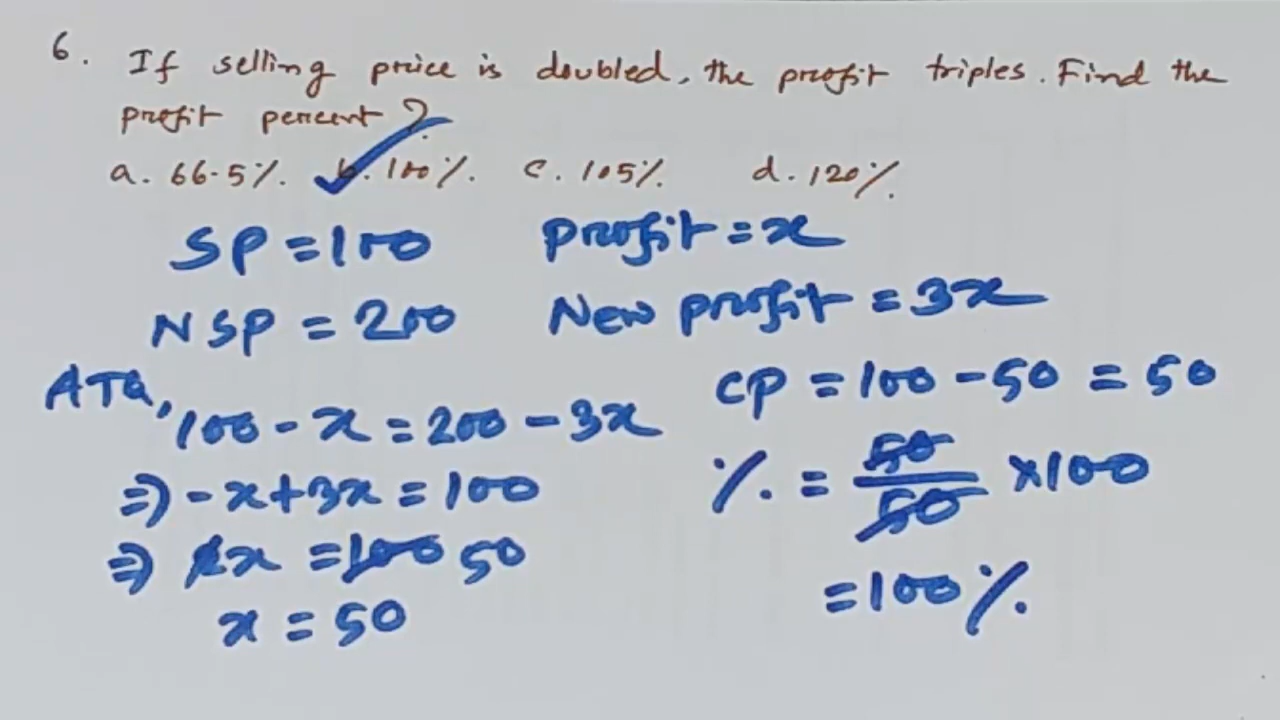 6. If selling price is doubled, the profit triples. Find the
profit percent?
a. 66.5%. b. 100%. c. 105%. d. 120%.
SP = 100 Profit = x
NSP = 200 New profit = 3x
ATQ, 100 - x = 200 - 3x
=> -x + 3x = 100
=> 2x = 100 50
x = 50
CP = 100 - 50 = 50
%. = 50/50 × 100
= 100%.